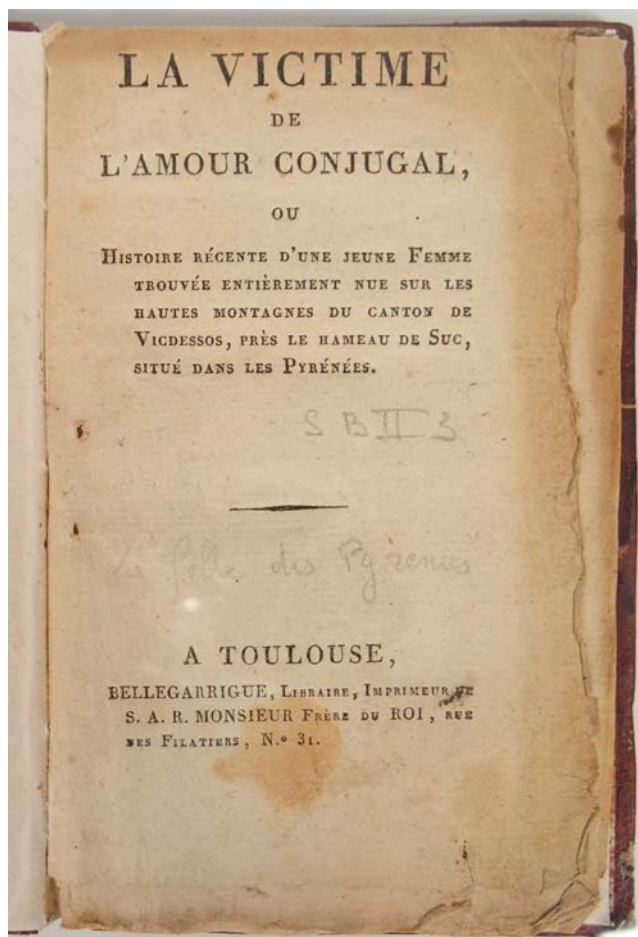 LA VICTIME
DE
L'AMOUR CONJUGAL,
OU
HISTOIRE RÉCENTE D'UNE JEUNE FEMME
TROUVÉE ENTIÈREMENT NUE SUR LES
HAUTES MONTAGNES DU CANTON DE
VICDESSOS, PRÈS LE HAMEAU DE SUC,
SITUÉ DANS LES PYRÉNÉES.
S B II 3
des Pyrenees"
A TOULOUSE,
BELLEGARRIGUE, LIBRAIRE, IMPRIMEUR DE
S. A. R. MONSIEUR FRÈRE DU ROI, RUE
DES FILATIERS, N.º 31.